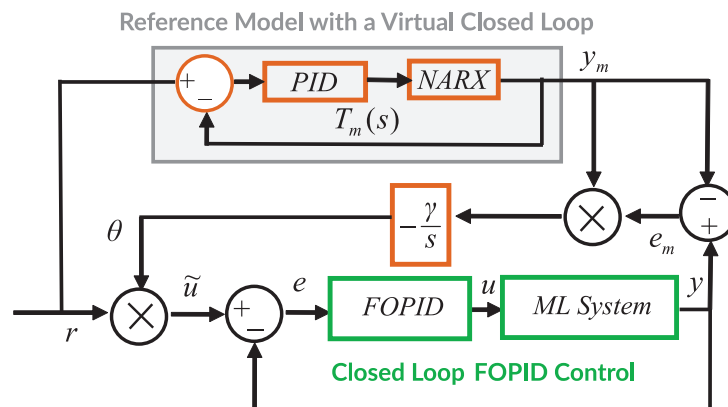 Reference Model with a Virtual Closed Loop
+
−
PID
NARX
y_m
T_m(s)
−
+
e_m
×
−γ/s
θ
r
×
ũ
+
−
e
FOPID
u
ML System
y
Closed Loop FOPID Control